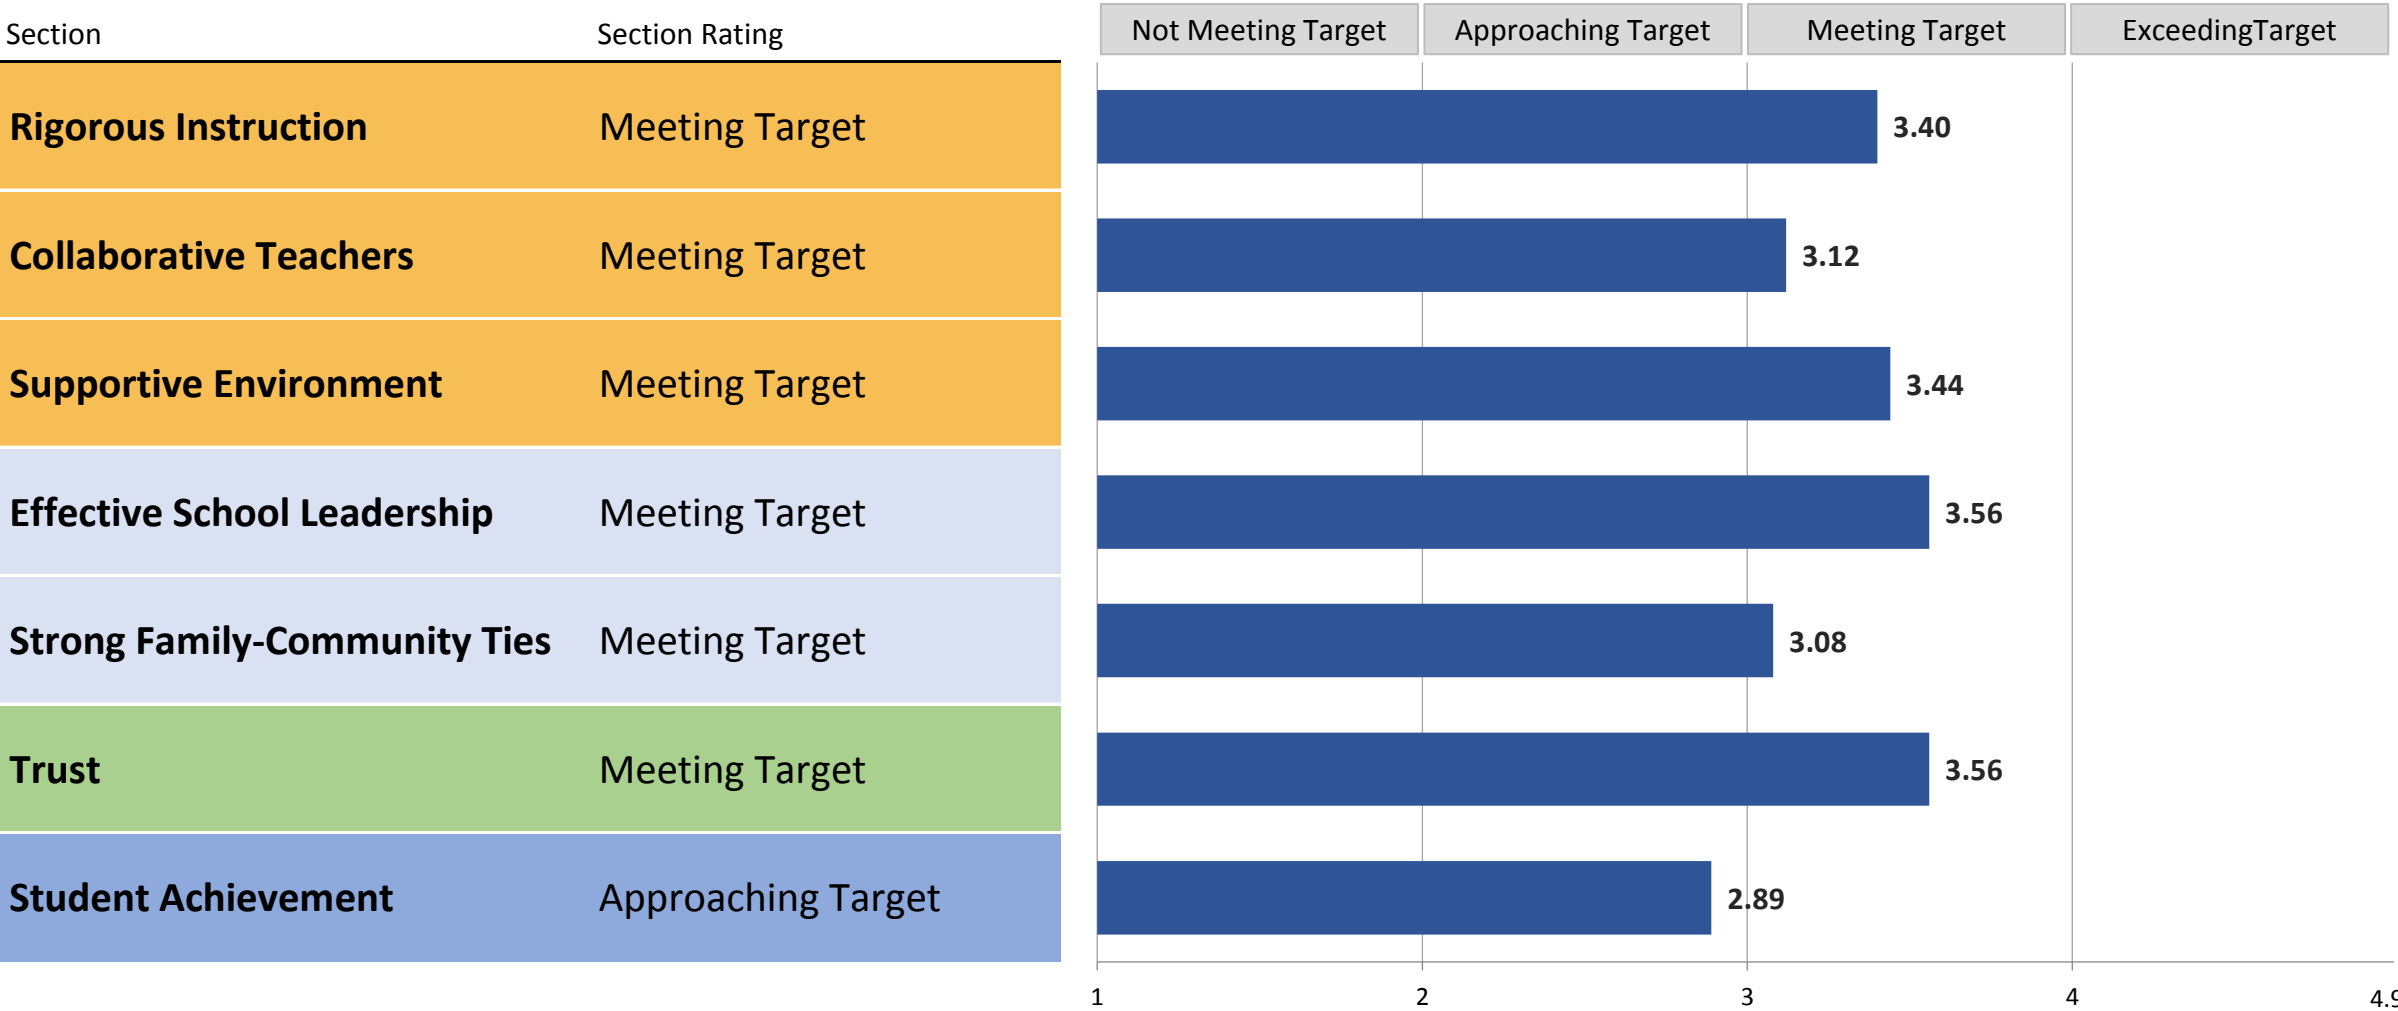 Section Section Rating Not Meeting Target Approaching Target Meeting Target ExceedingTarget
Rigorous Instruction Meeting Target 3.40
Collaborative Teachers Meeting Target 3.12
Supportive Environment Meeting Target 3.44
Effective School Leadership Meeting Target 3.56
Strong Family-Community Ties Meeting Target 3.08
Trust Meeting Target 3.56
Student Achievement Approaching Target 2.89
1 2 3 4 4.9